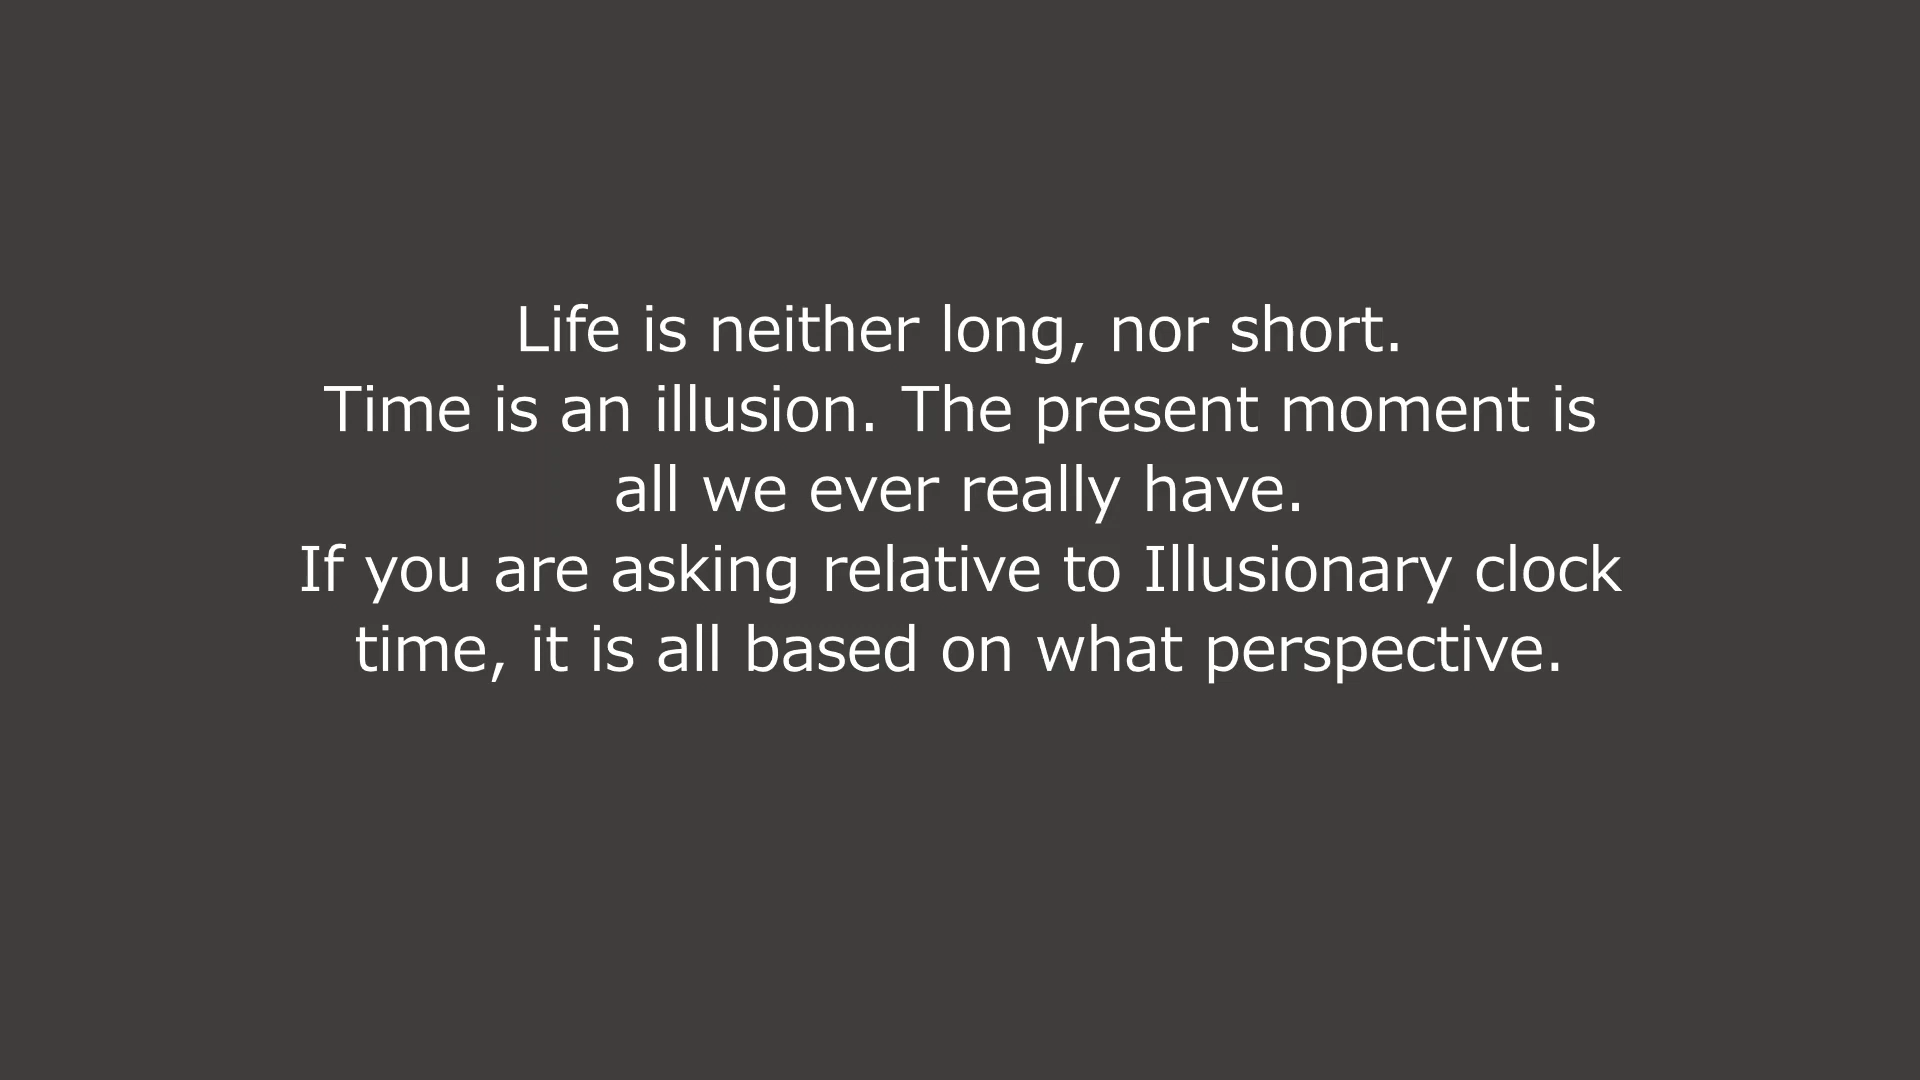 Life is neither long, nor short.
Time is an illusion. The present moment is
all we ever really have.
If you are asking relative to Illusionary clock
time, it is all based on what perspective.